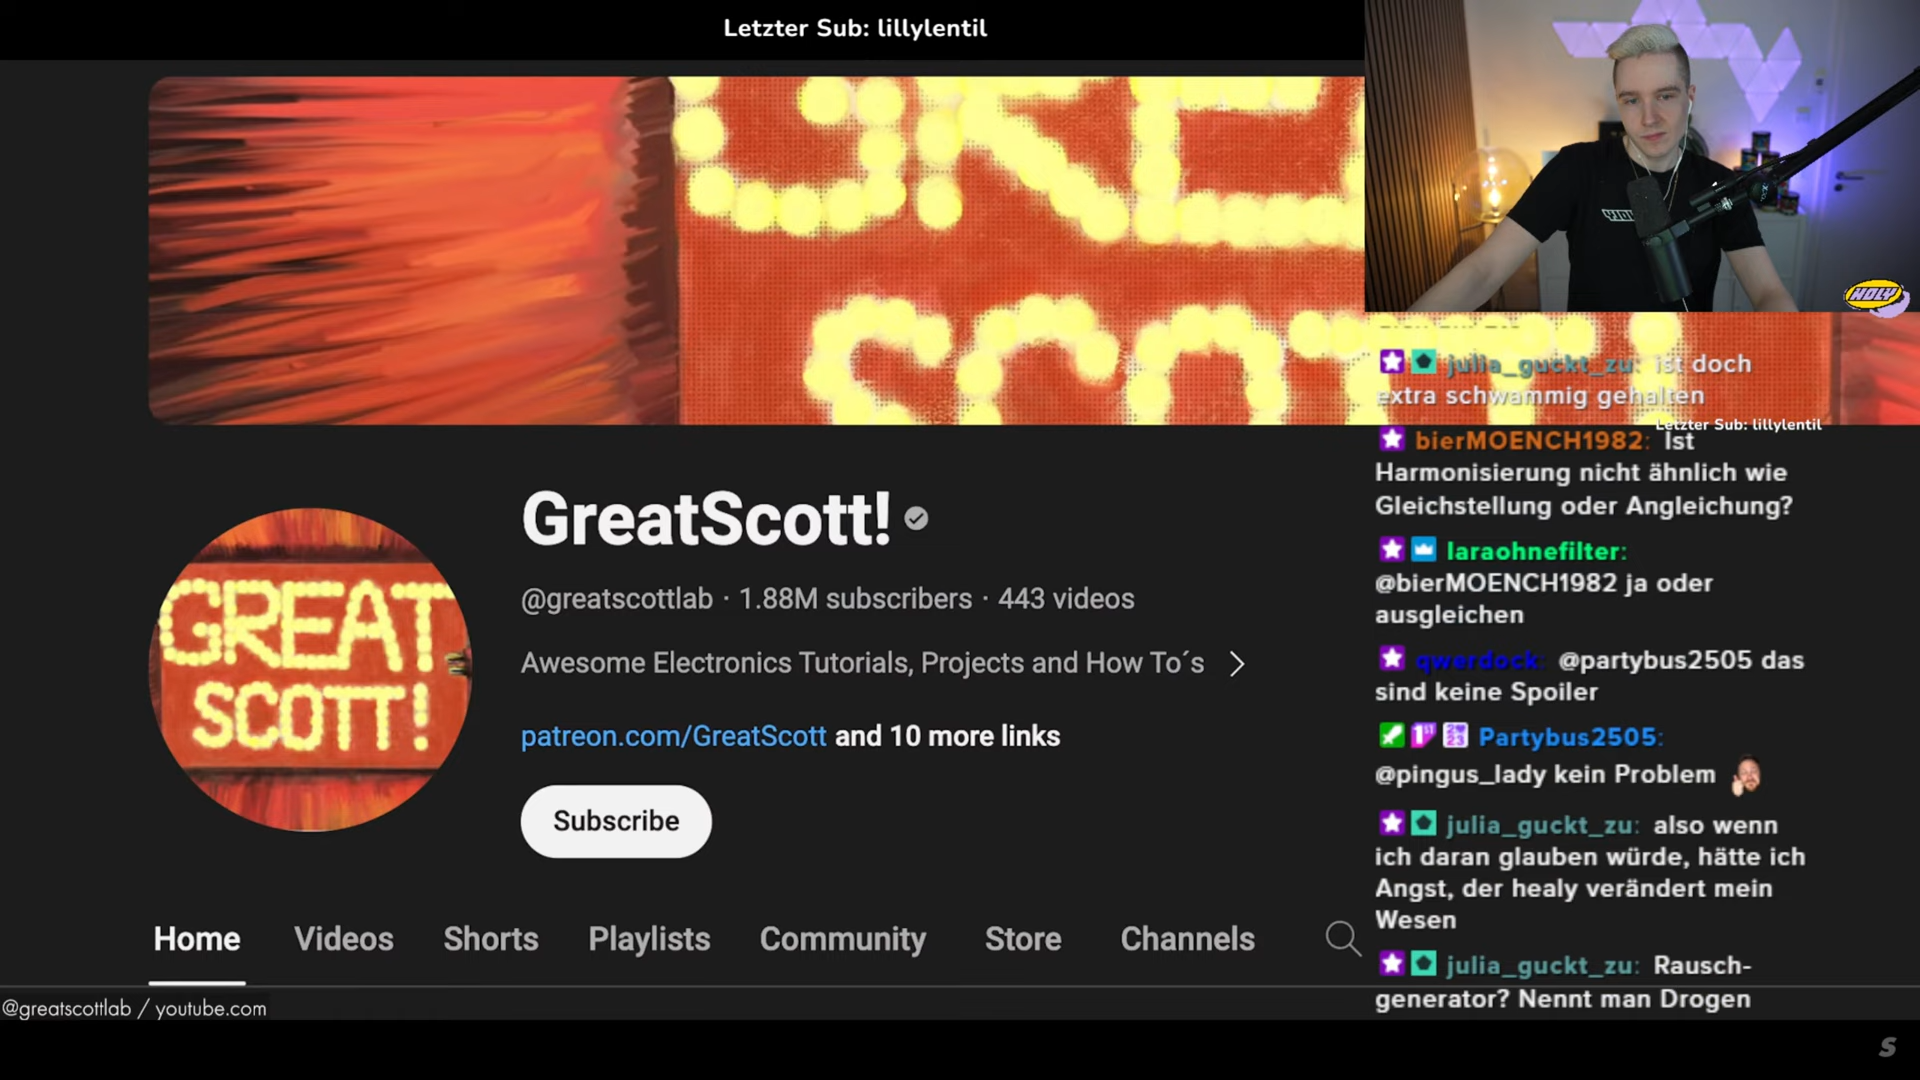 Letzter Sub: lillylentil
GREAT
SCOTT!
HOLY
julia_guckt_zu: ist doch
extra schwammig gehalten
Letzter Sub: lillylentil
bierMOENCH1982: Ist
Harmonisierung nicht ähnlich wie
Gleichstellung oder Angleichung?
laraohnefilter:
@bierMOENCH1982 ja oder
ausgleichen
qwerdock: @partybus2505 das
sind keine Spoiler
Partybus2505:
@pingus_lady kein Problem
julia_guckt_zu: also wenn
ich daran glauben würde, hätte ich
Angst, der healy verändert mein
Wesen
julia_guckt_zu: Rausch-
generator? Nennt man Drogen
GreatScott!
@greatscottlab · 1.88M subscribers · 443 videos
Awesome Electronics Tutorials, Projects and How To´s
patreon.com/GreatScott and 10 more links
Subscribe
Home Videos Shorts Playlists Community Store Channels
@greatscottlab / youtube.com